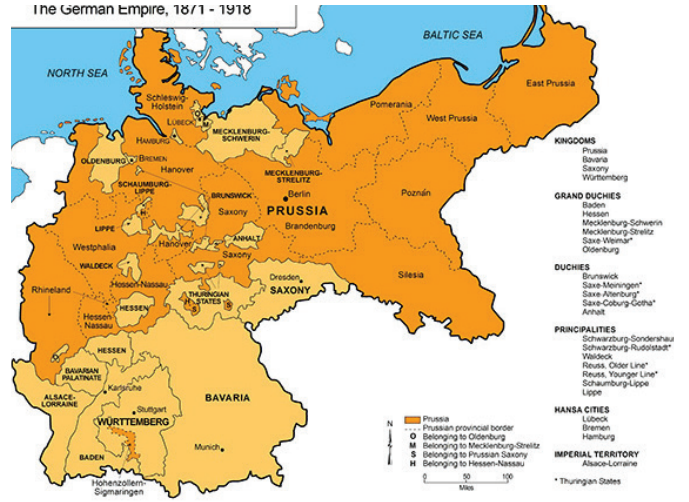 The German Empire, 1871 - 1918
BALTIC SEA
NORTH SEA
East Prussia
Schleswig-
Holstein
Pomerania
West Prussia
O
M
LÜBECK
MECKLENBURG-
SCHWERIN
HAMBURG
OLDENBURG
BREMEN
Hanover
MECKLENBURG-
STRELITZ
Berlin
PRUSSIA
Brandenburg
Poznán
SCHAUMBURG-
LIPPE
H
BRUNSWICK
Saxony
LIPPE
Westphalia
Hanover
ANHALT
WALDECK
Saxony
Silesia
Hessen-Nassau
Dresden
SAXONY
Rhineland
THURINGIAN
STATES
H
S
S
Hessen-
Nassau
HESSEN
O
HESSEN
BAVARIAN
PALATINATE
Karlsruhe
ALSACE-
LORRAINE
BAVARIA
Stuttgart
WÜRTTEMBERG
Munich
BADEN
Hohenzollern-
Sigmaringen
KINGDOMS
Prussia
Bavaria
Saxony
Württemberg
GRAND DUCHIES
Baden
Hessen
Mecklenburg-Schwerin
Mecklenburg-Strelitz
Saxe-Weimar*
Oldenburg
DUCHIES
Brunswick
Saxe-Meiningen*
Saxe-Altenburg*
Saxe-Coburg-Gotha*
Anhalt
PRINCIPALITIES
Schwarzburg-Sondershau
Schwarzburg-Rudolstadt*
Waldeck
Reuss, Older Line*
Reuss, Younger Line*
Schaumburg-Lippe
Lippe
HANSA CITIES
Lübeck
Bremen
Hamburg
IMPERIAL TERRITORY
Alsace-Lorraine
* Thuringian States
N
Prussia
Prussian provincial border
O Belonging to Oldenburg
M Belonging to Mecklenburg-Strelitz
S Belonging to Prussian Saxony
H Belonging to Hessen-Nassau
0 50 100
Miles